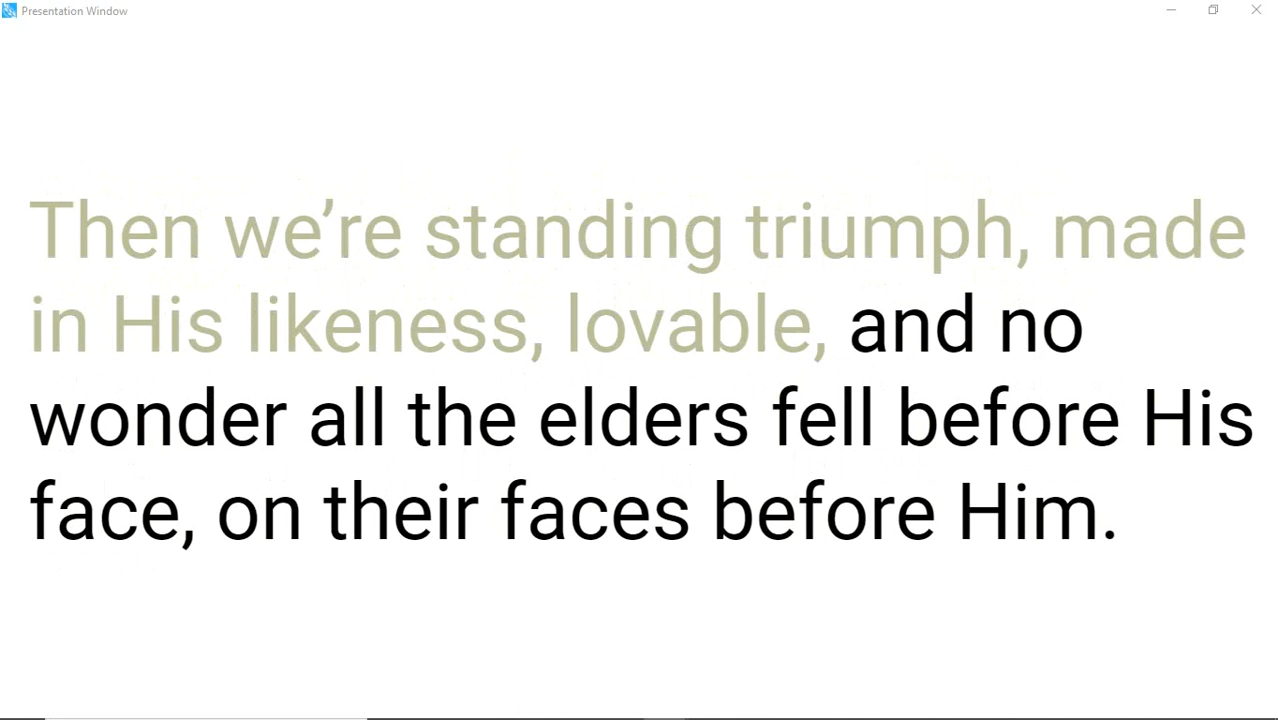 Presentation Window
Then we’re standing triumph, made
in His likeness, lovable, and no
wonder all the elders fell before His
face, on their faces before Him.